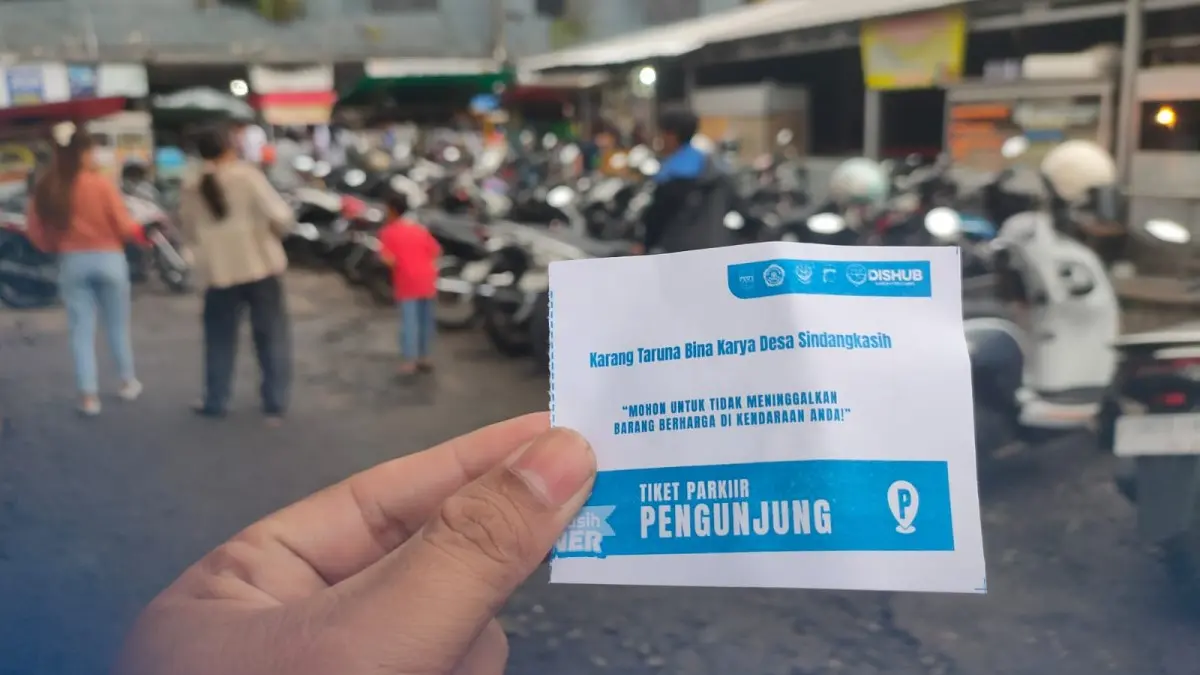 DISHUB
Karang Taruna Bina Karya Desa Sindangkasih
"MOHON UNTUK TIDAK MENINGGALKAN
BARANG BERHARGA DI KENDARAAN ANDA!"
TIKET PARKIIR
PENGUNJUNG
P